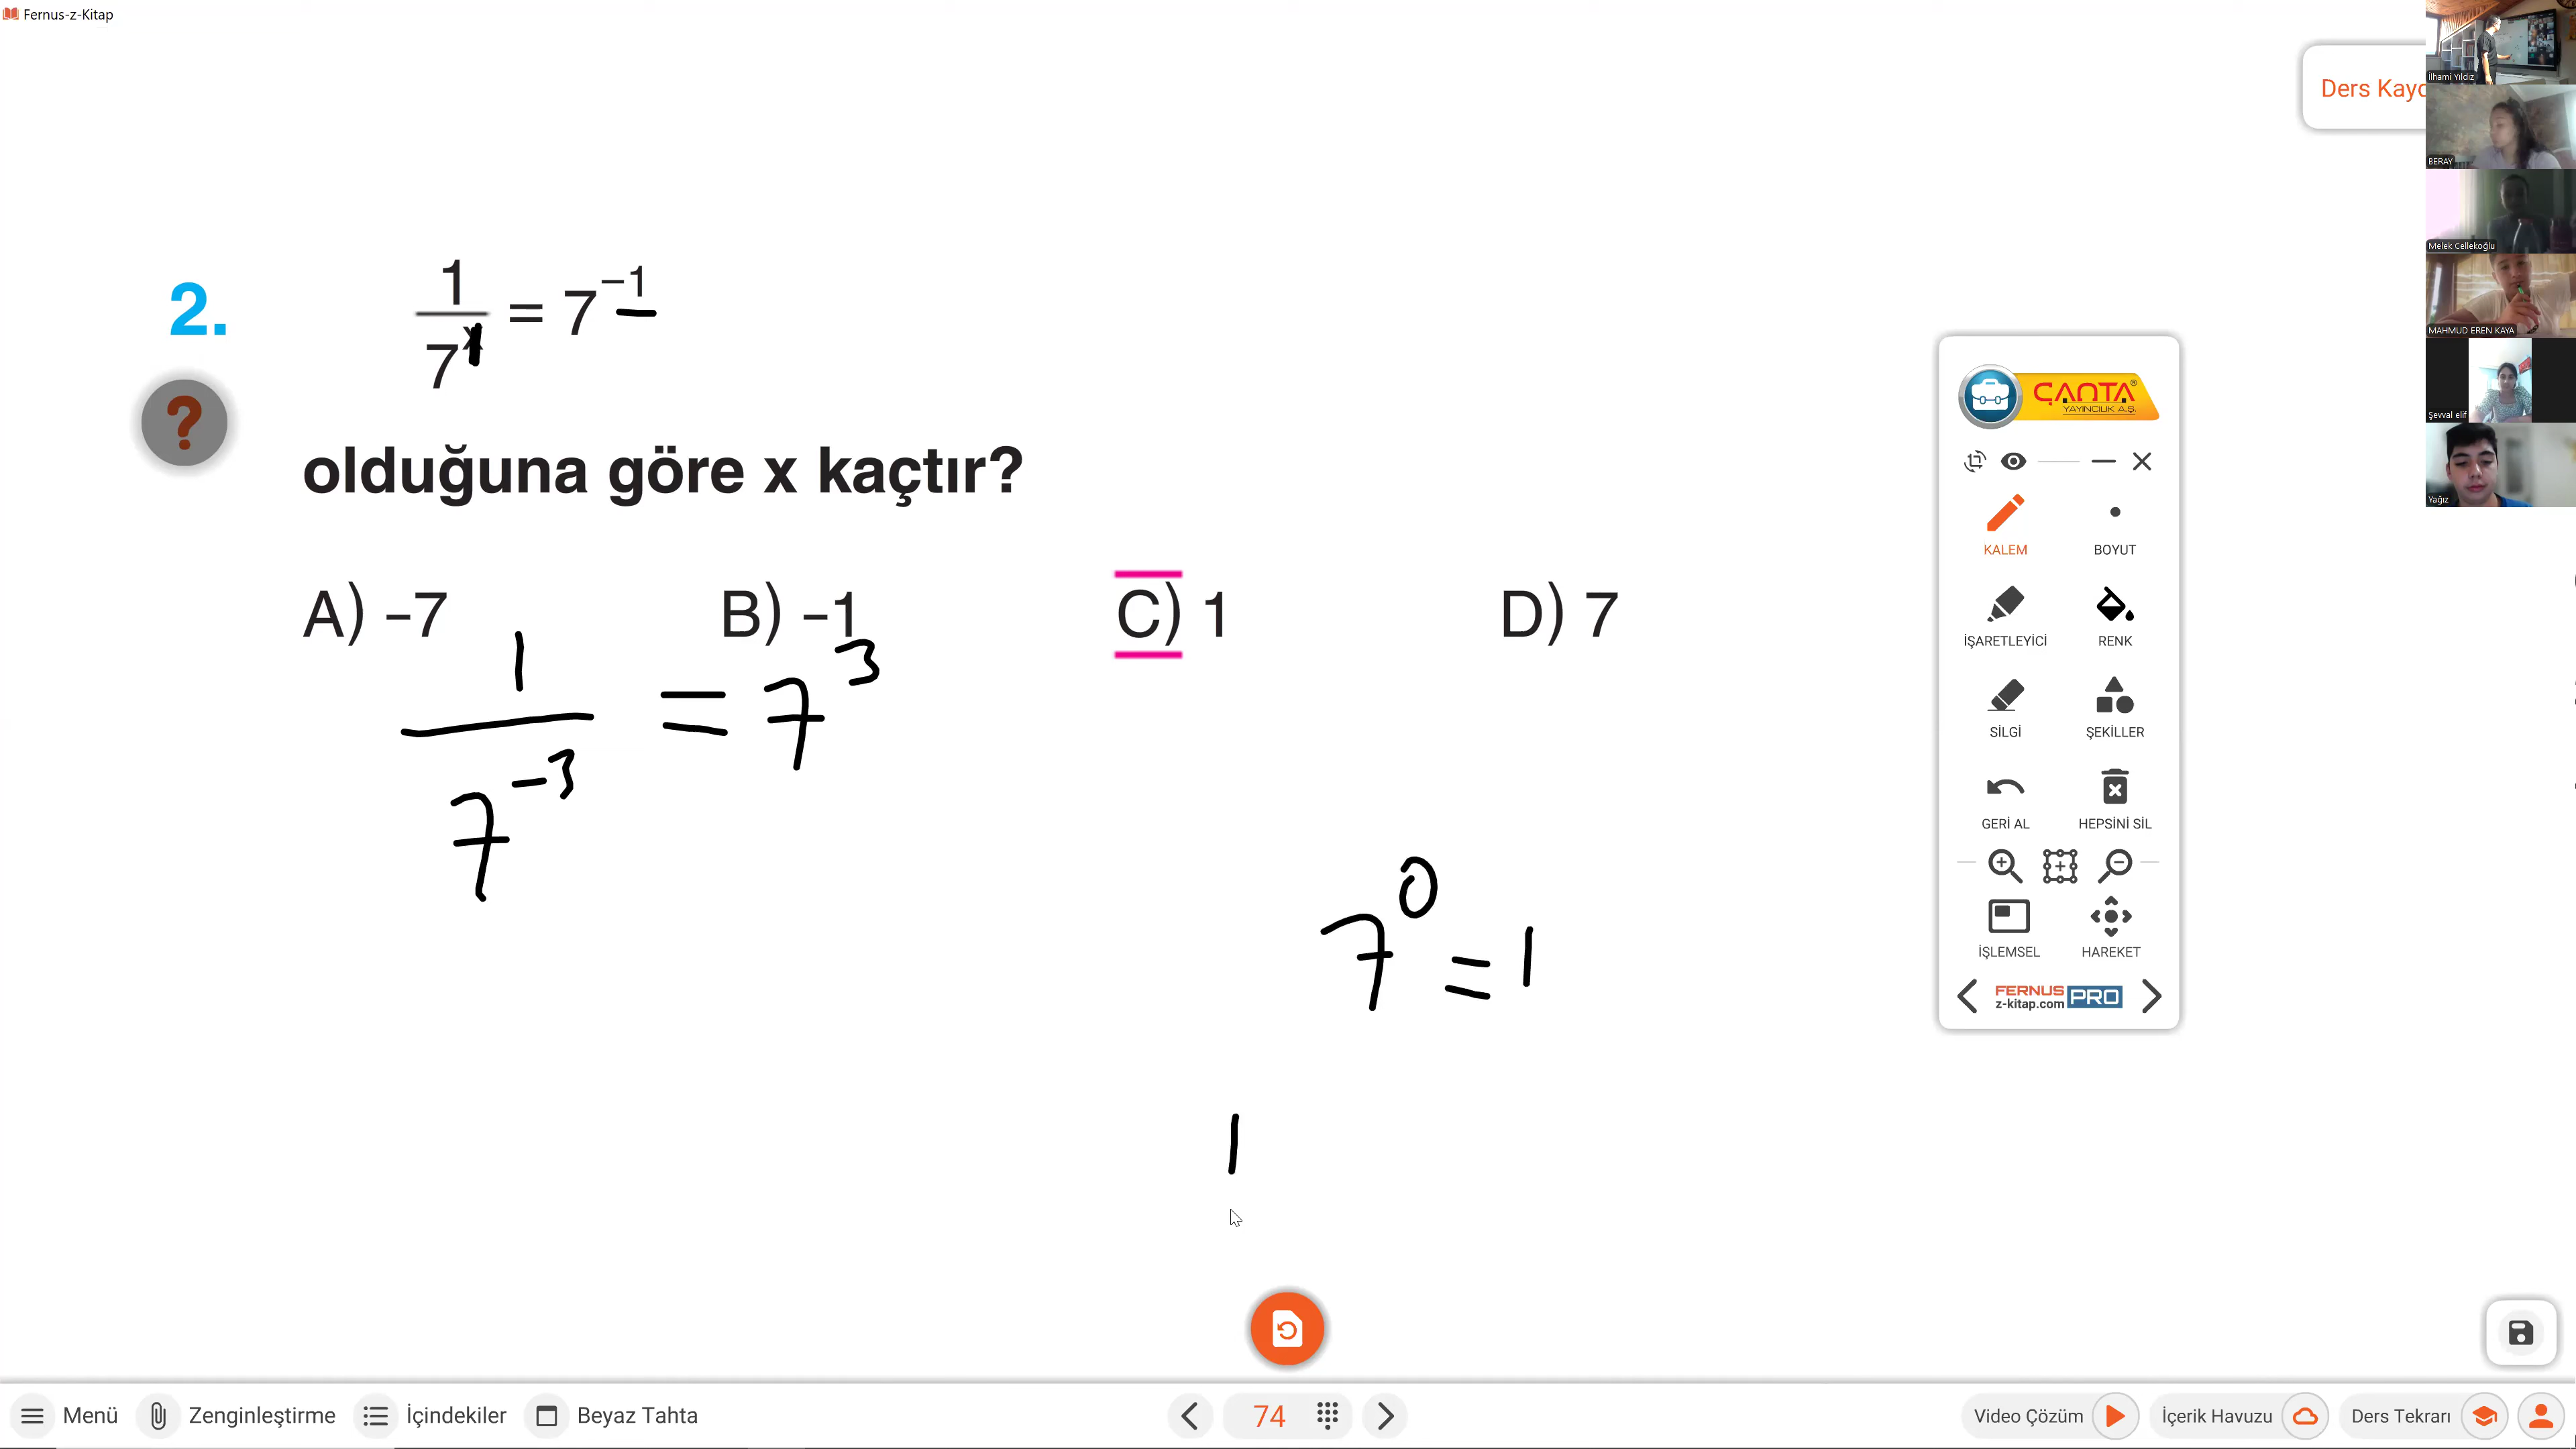 Fernus-z-Kitap
Ders Kayd
İlhami Yıldız
BERAY
Melek Cellekoğlu
MAHMUD EREN KAYA
Şevval elif
Yağız
2.
1/7^x = 7^–1
1
–
?
olduğuna göre x kaçtır?
A) –7 B) –1 C) 1 D) 7
1/7^-3 = 7^3
7^0 = 1
1
ÇANTA®
YAYINCILIK A.Ş.
KALEM BOYUT
İŞARETLEYİCİ RENK
SİLGİ ŞEKİLLER
GERİ AL HEPSİNİ SİL
İŞLEMSEL HAREKET
FERNUS
z-kitap.com PRO
Menü Zenginleştirme İçindekiler Beyaz Tahta 74 Video Çözüm İçerik Havuzu Ders Tekrarı